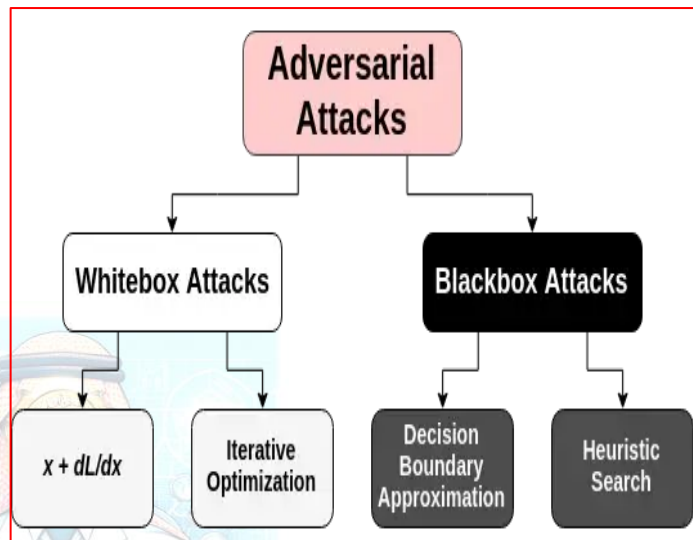 Adversarial
Attacks
Whitebox Attacks
Blackbox Attacks
x + dL/dx
Iterative
Optimization
Decision
Boundary
Approximation
Heuristic
Search